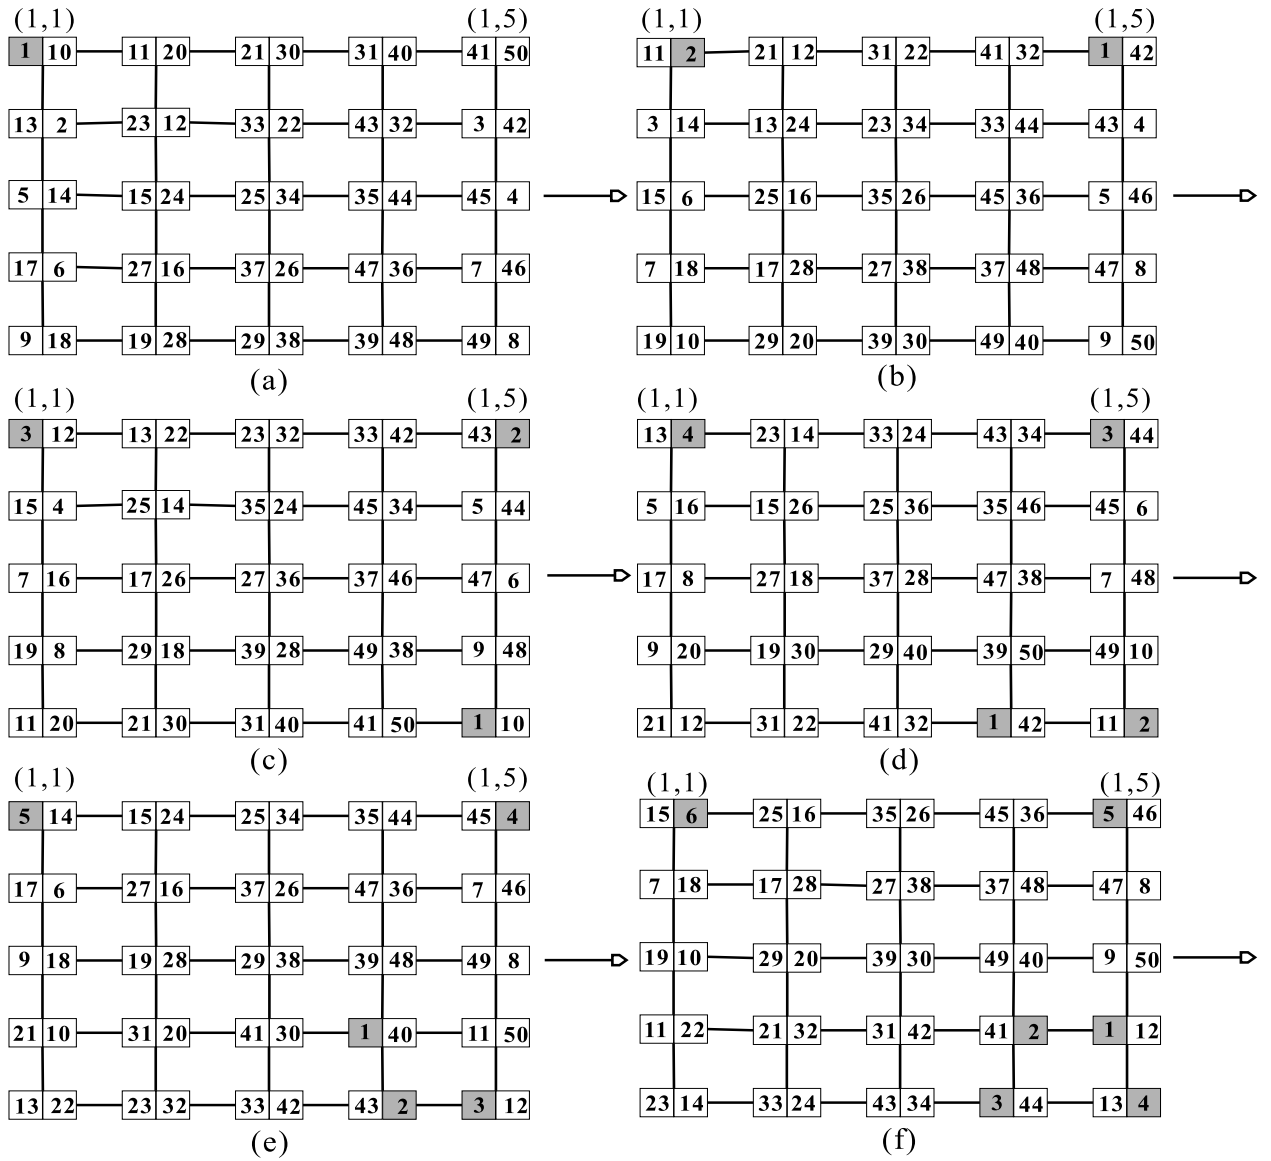 (1,1) (1,5) (1,1) (1,5)
1 10 11 20 21 30 31 40 41 50 11 2 21 12 31 22 41 32 1 42
13 2 23 12 33 22 43 32 3 42 3 14 13 24 23 34 33 44 43 4
5 14 15 24 25 34 35 44 45 4 15 6 25 16 35 26 45 36 5 46
17 6 27 16 37 26 47 36 7 46 7 18 17 28 27 38 37 48 47 8
9 18 19 28 29 38 39 48 49 8 19 10 29 20 39 30 49 40 9 50
(a) (b)
(1,1) (1,5) (1,1) (1,5)
3 12 13 22 23 32 33 42 43 2 13 4 23 14 33 24 43 34 3 44
15 4 25 14 35 24 45 34 5 44 5 16 15 26 25 36 35 46 45 6
7 16 17 26 27 36 37 46 47 6 17 8 27 18 37 28 47 38 7 48
19 8 29 18 39 28 49 38 9 48 9 20 19 30 29 40 39 50 49 10
11 20 21 30 31 40 41 50 1 10 21 12 31 22 41 32 1 42 11 2
(c) (d)
(1,1) (1,5) (1,1) (1,5)
5 14 15 24 25 34 35 44 45 4 15 6 25 16 35 26 45 36 5 46
17 6 27 16 37 26 47 36 7 46 7 18 17 28 27 38 37 48 47 8
9 18 19 28 29 38 39 48 49 8 19 10 29 20 39 30 49 40 9 50
21 10 31 20 41 30 1 40 11 50 11 22 21 32 31 42 41 2 1 12
13 22 23 32 33 42 43 2 3 12 23 14 33 24 43 34 3 44 13 4
(e) (f)